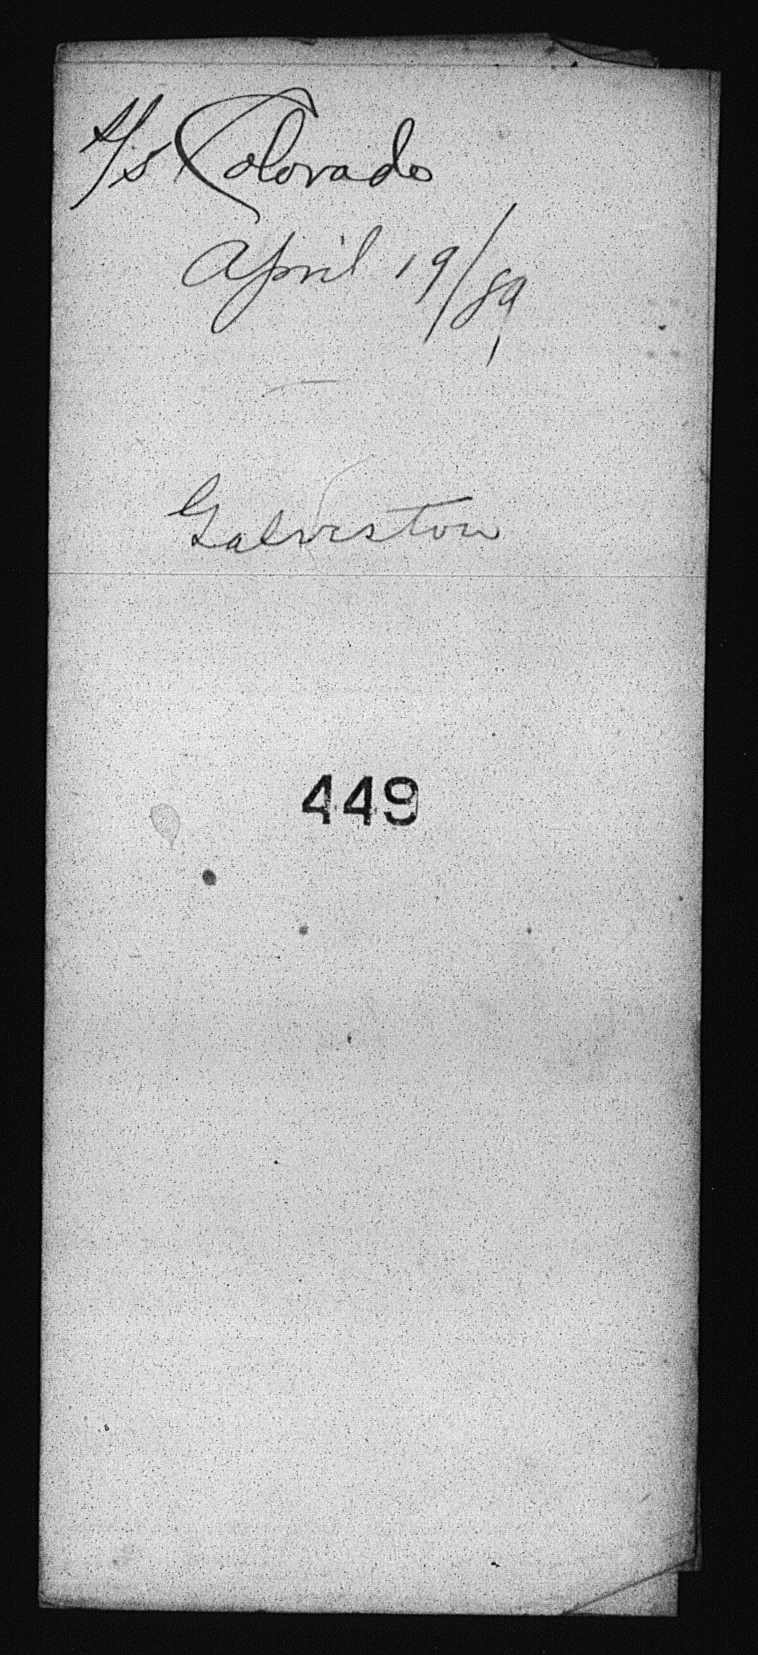 S/S Colorado
April 19/89
Galveston
449